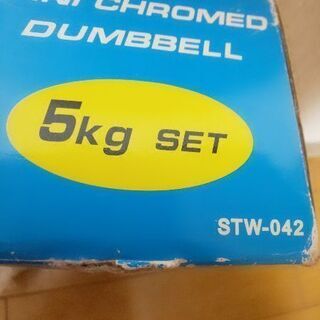 CHROMED
DUMBBELL
5kg SET
STW-042